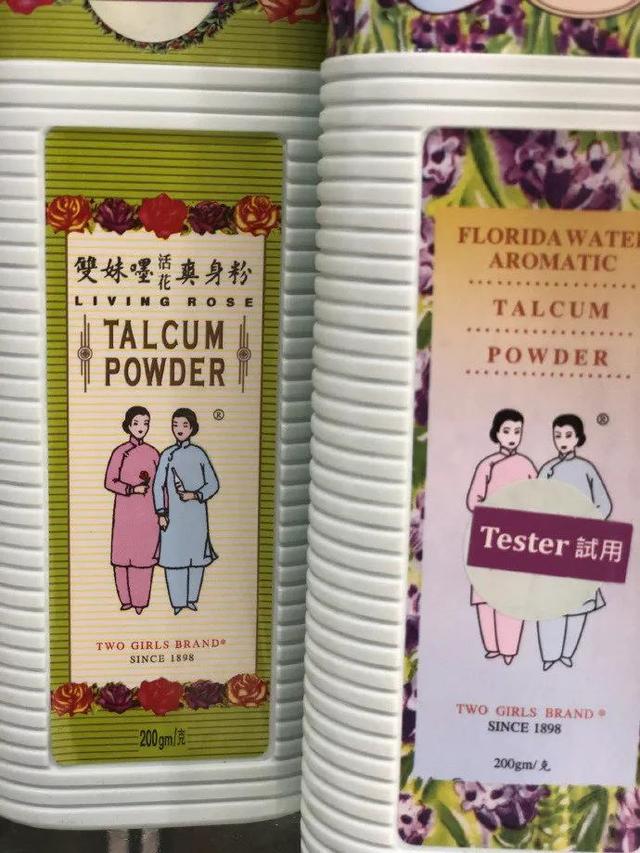 雙妹嚜活花爽身粉
LIVING ROSE
TALCUM
POWDER
®
TWO GIRLS BRAND®
SINCE 1898
200gm/克
FLORIDA WATE
AROMATIC
TALCUM
POWDER
®
Tester 試用
TWO GIRLS BRAND®
SINCE 1898
200gm/克